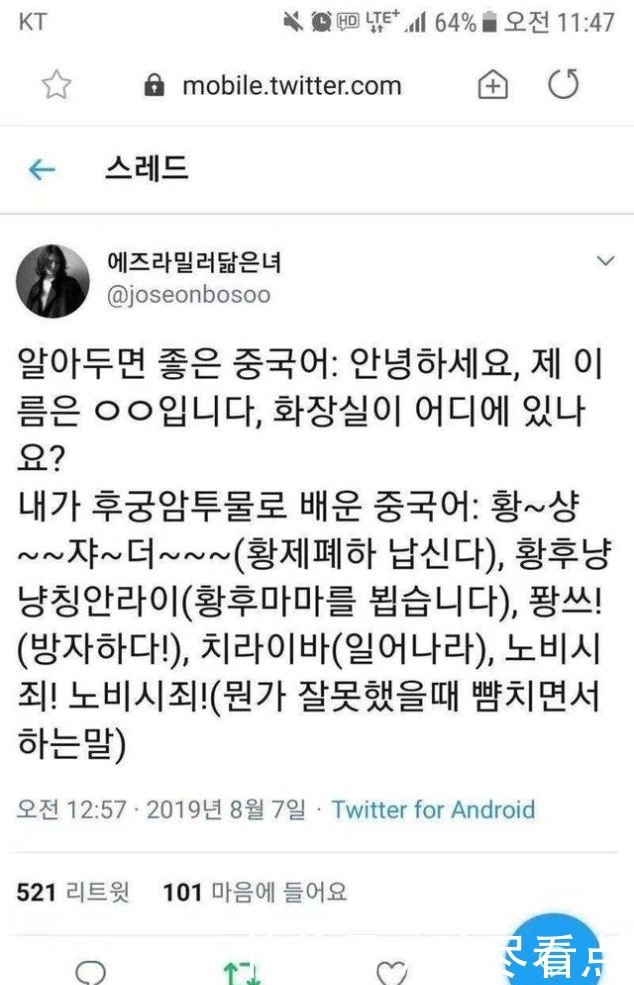 KT HD LTE+ 64% 오전 11:47
mobile.twitter.com
스레드
에즈라밀러닮은녀
@joseonbosoo
알아두면 좋은 중국어: 안녕하세요, 제 이
름은 ㅇㅇ입니다, 화장실이 어디에 있나
요?
내가 후궁암투물로 배운 중국어: 황~샹
~~쟈~더~~~(황제폐하 납신다), 황후냥
냥칭안라이(황후마마를 뵙습니다), 퐝쓰!
(방자하다!), 치라이바(일어나라), 노비시
죄! 노비시죄!(뭔가 잘못했을때 뺨치면서
하는말)
오전 12:57 · 2019년 8월 7일 · Twitter for Android
521 리트윗 101 마음에 들어요
尽看点